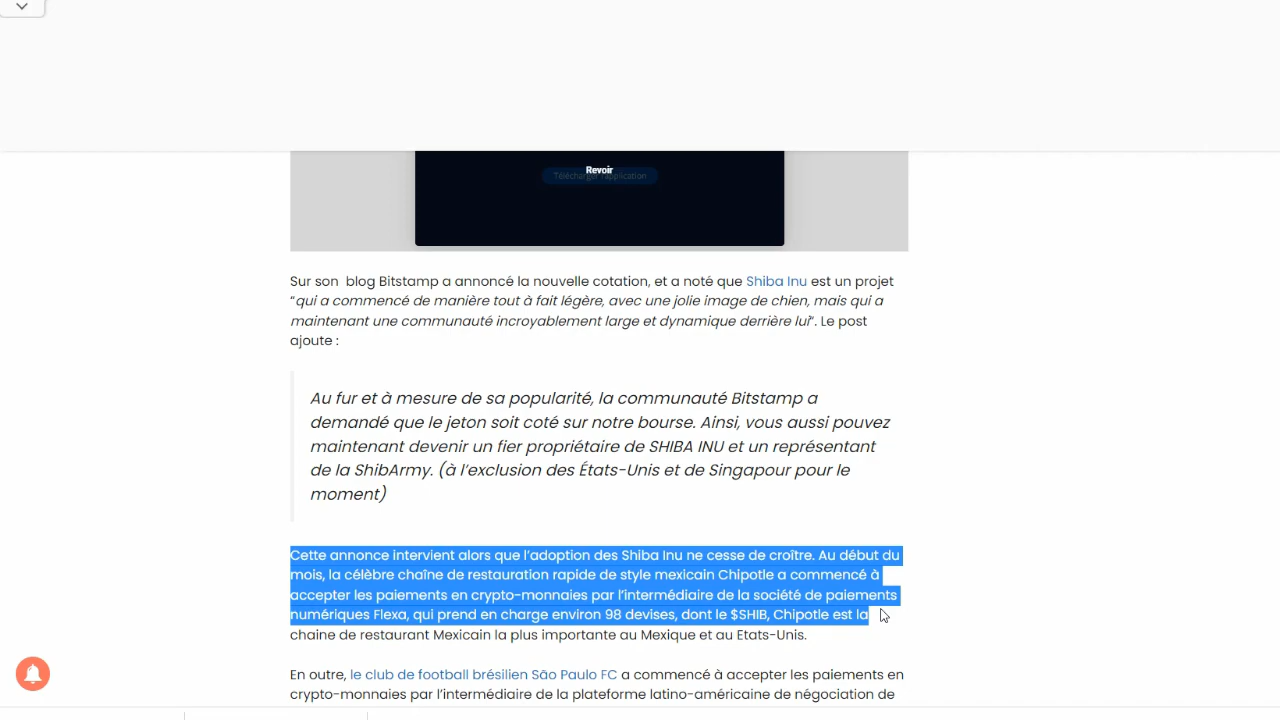 Revoir
Télécharger l'application
Sur son blog Bitstamp a annoncé la nouvelle cotation, et a noté que Shiba Inu est un projet
“qui a commencé de manière tout à fait légère, avec une jolie image de chien, mais qui a
maintenant une communauté incroyablement large et dynamique derrière lui“. Le post
ajoute :
Au fur et à mesure de sa popularité, la communauté Bitstamp a
demandé que le jeton soit coté sur notre bourse. Ainsi, vous aussi pouvez
maintenant devenir un fier propriétaire de SHIBA INU et un représentant
de la ShibArmy. (à l’exclusion des États-Unis et de Singapour pour le
moment)
Cette annonce intervient alors que l’adoption des Shiba Inu ne cesse de croître. Au début du
mois, la célèbre chaîne de restauration rapide de style mexicain Chipotle a commencé à
accepter les paiements en crypto-monnaies par l’intermédiaire de la société de paiements
numériques Flexa, qui prend en charge environ 98 devises, dont le $SHIB, Chipotle est la
chaine de restaurant Mexicain la plus importante au Mexique et au Etats-Unis.
En outre, le club de football brésilien São Paulo FC a commencé à accepter les paiements en
crypto-monnaies par l’intermédiaire de la plateforme latino-américaine de négociation de